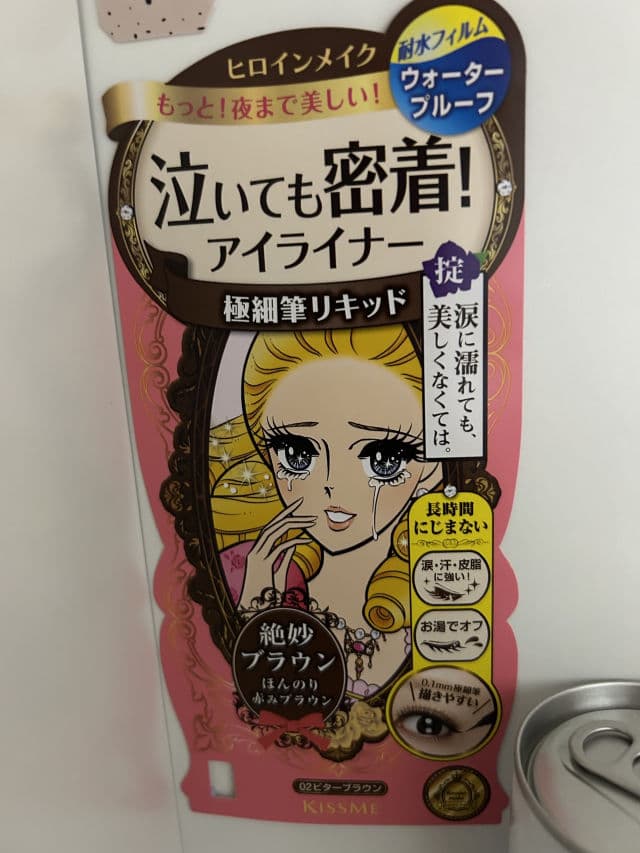 ヒロインメイク
もっと!夜まで美しい!
耐水フィルム
ウォーター
プルーフ
泣いても密着!
アイライナー
極細筆リキッド
掟
涙に濡れても、
美しくなくては。
長時間
にじまない
涙・汗・皮脂
に強い!
お湯でオフ
0.1mm極細筆
描きやすい
絶妙
ブラウン
ほんのり
赤みブラウン
02ビターブラウン
KISSME